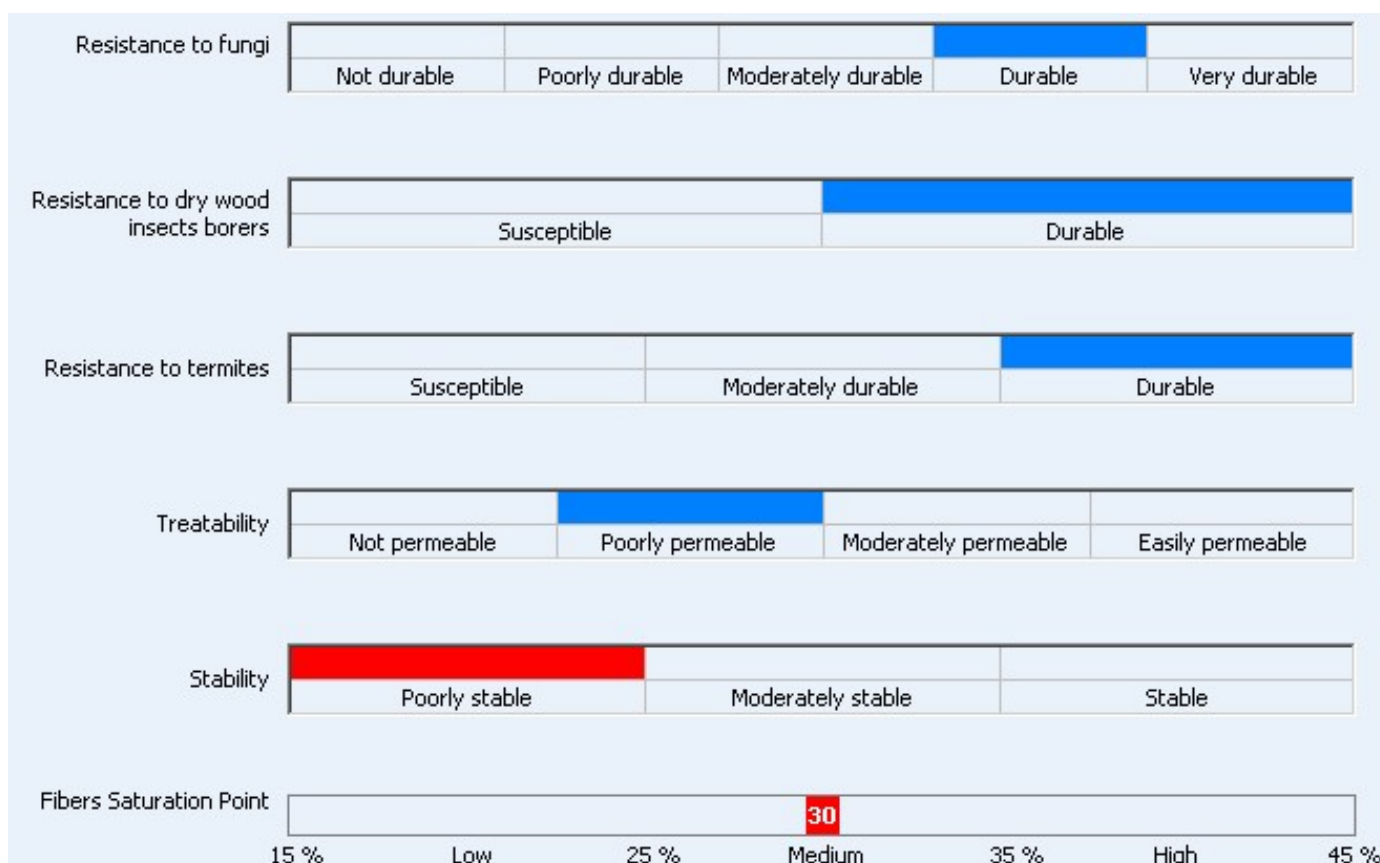 Resistance to fungi
Not durable Poorly durable Moderately durable Durable Very durable
Resistance to dry wood
insects borers
Susceptible Durable
Resistance to termites
Susceptible Moderately durable Durable
Treatability
Not permeable Poorly permeable Moderately permeable Easily permeable
Stability
Poorly stable Moderately stable Stable
Fibers Saturation Point
30
15 % Low 25 % Medium 35 % High 45 %